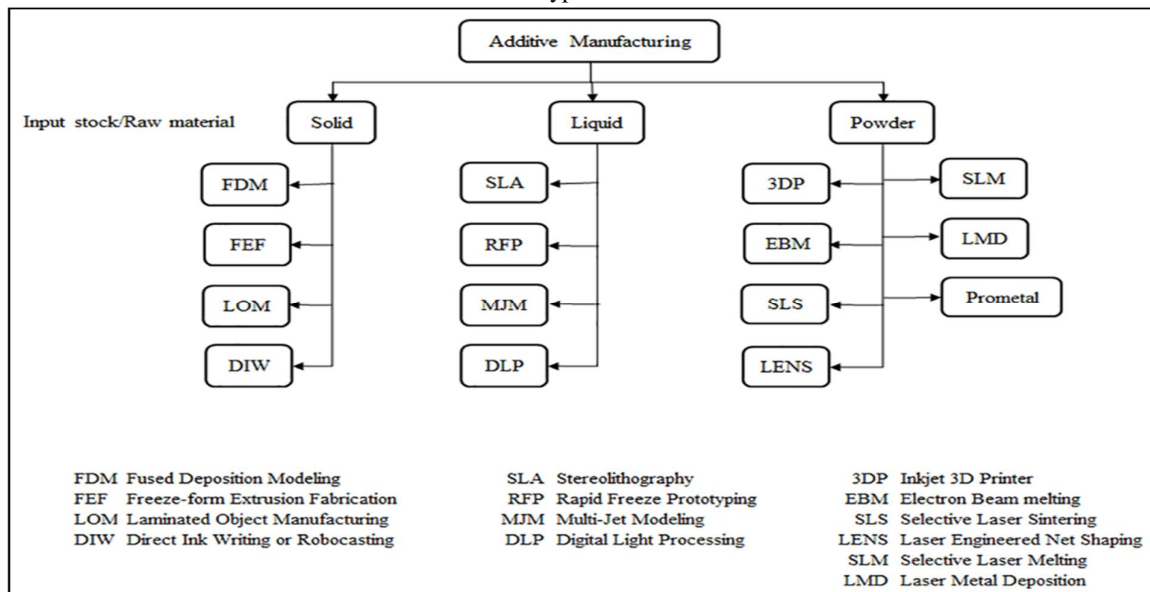 Additive Manufacturing
Input stock/Raw material
Solid
Liquid
Powder
FDM
FEF
LOM
DIW
SLA
RFP
MJM
DLP
3DP
EBM
SLS
LENS
SLM
LMD
Prometal
FDM Fused Deposition Modeling
FEF Freeze-form Extrusion Fabrication
LOM Laminated Object Manufacturing
DIW Direct Ink Writing or Robocasting
SLA Stereolithography
RFP Rapid Freeze Prototyping
MJM Multi-Jet Modeling
DLP Digital Light Processing
3DP Inkjet 3D Printer
EBM Electron Beam melting
SLS Selective Laser Sintering
LENS Laser Engineered Net Shaping
SLM Selective Laser Melting
LMD Laser Metal Deposition